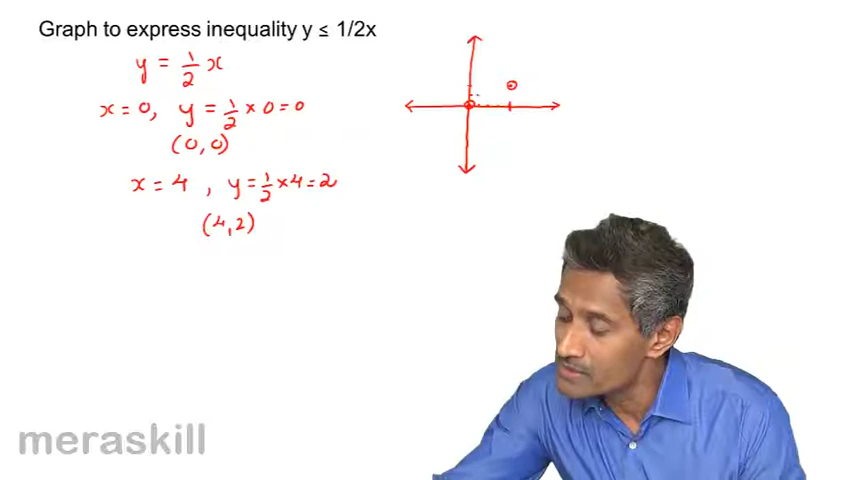 Graph to express inequality y ≤ 1/2x
y = 1/2 x
x = 0, y = 1/2 × 0 = 0
(0, 0)
x = 4, y = 1/2 × 4 = 2
(4, 2)
meraskill